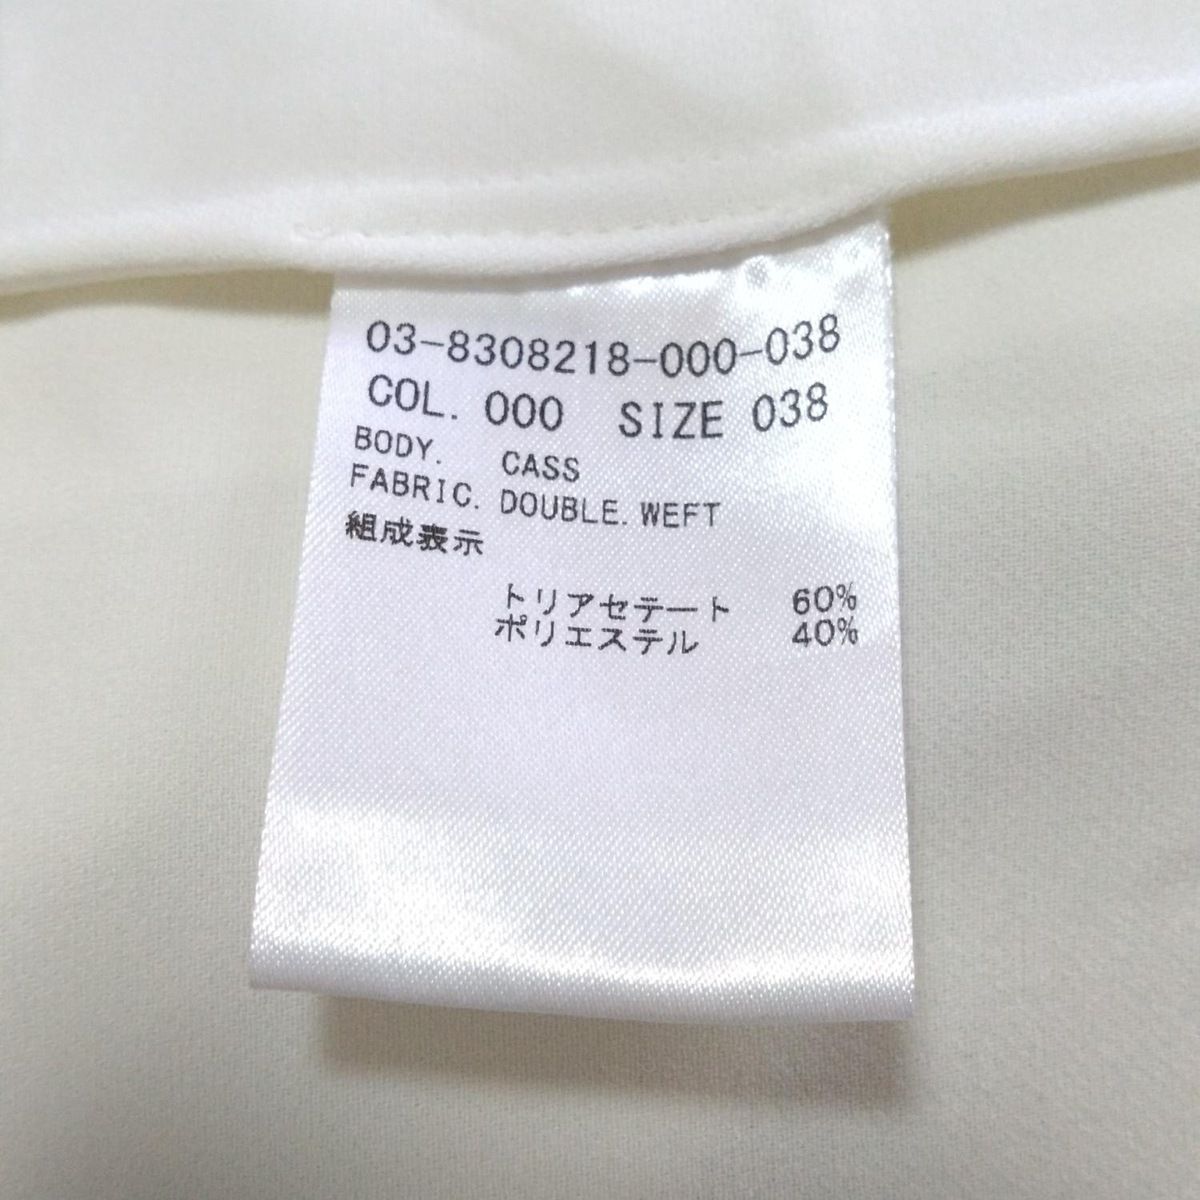 03-8308218-000-038
COL. 000 SIZE 038
BODY. CASS
FABRIC. DOUBLE.WEFT
組成表示
トリアセテート 60%
ポリエステル 40%